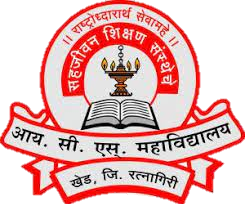 ।। राष्ट्रोध्दारार्थ सेवामहे ।।
सहजीवन शिक्षण संस्थेचे
आय. सी. एस्. महाविद्यालय
खेड, जि. रत्नागिरी